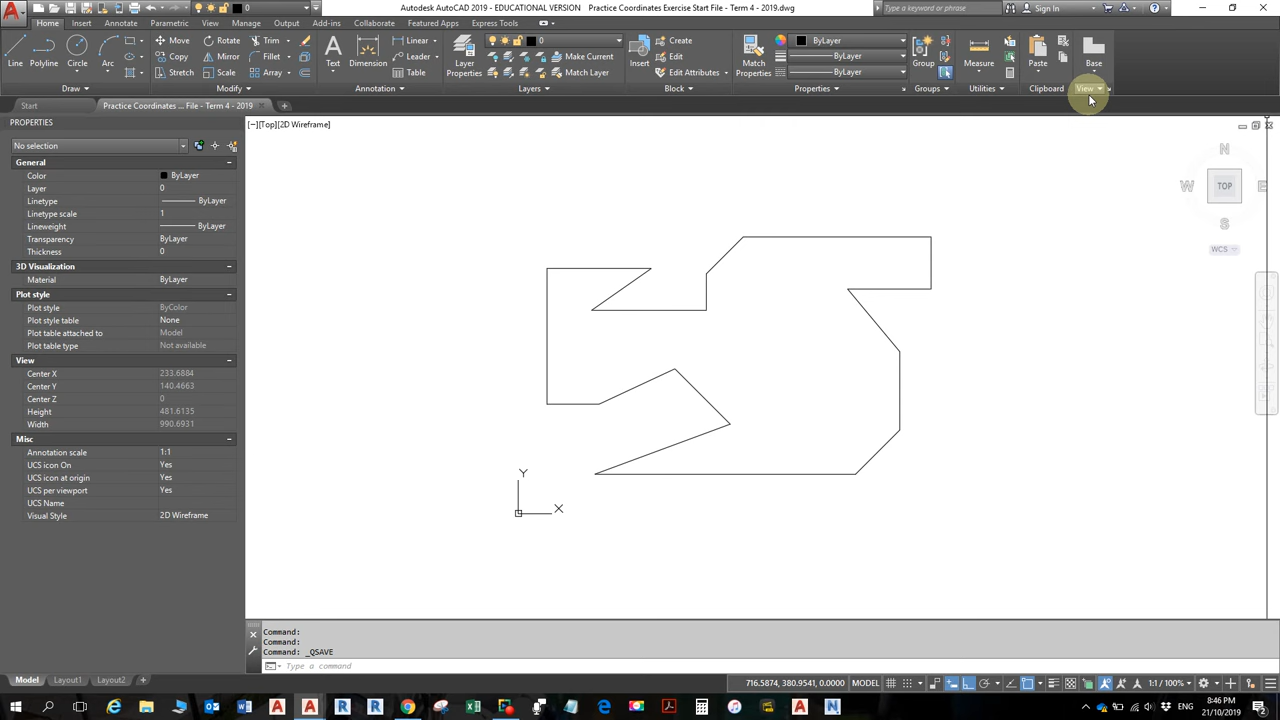 Autodesk AutoCAD 2019 - EDUCATIONAL VERSION    Practice Coordinates Exercise Start File - Term 4 - 2019.dwg
Type a keyword or phrase
Sign In
0
Home Insert Annotate Parametric View Manage Output Add-ins Collaborate Featured Apps Express Tools
Line Polyline Circle Arc
Move Rotate Trim
Copy Mirror Fillet
Stretch Scale Array
Text Dimension
Linear
Leader
Table
Layer Properties
0
Make Current
Match Layer
Insert
Create
Edit
Edit Attributes
Match Properties
ByLayer
ByLayer
ByLayer
Group Measure Paste Base
Draw Modify Annotation Layers Block Properties Groups Utilities Clipboard View
Start Practice Coordinates ... File - Term 4 - 2019
PROPERTIES
[−][Top][2D Wireframe]
No selection
General
Color ByLayer
Layer 0
Linetype ByLayer
Linetype scale 1
Lineweight ByLayer
Transparency ByLayer
Thickness 0
3D Visualization
Material ByLayer
Plot style
Plot style ByColor
Plot style table None
Plot table attached to Model
Plot table type Not available
View
Center X 233.6884
Center Y 140.4663
Center Z 0
Height 481.6135
Width 990.6931
Misc
Annotation scale 1:1
UCS icon On Yes
UCS icon at origin Yes
UCS per viewport Yes
UCS Name
Visual Style 2D Wireframe
N
W TOP E
S
WCS
Y
X
Command:
Command:
Command: _QSAVE
Type a command
Model Layout1 Layout2
716.5874, 380.9541, 0.0000 MODEL
1:1 / 100%
ENG
8:46 PM
21/10/2019